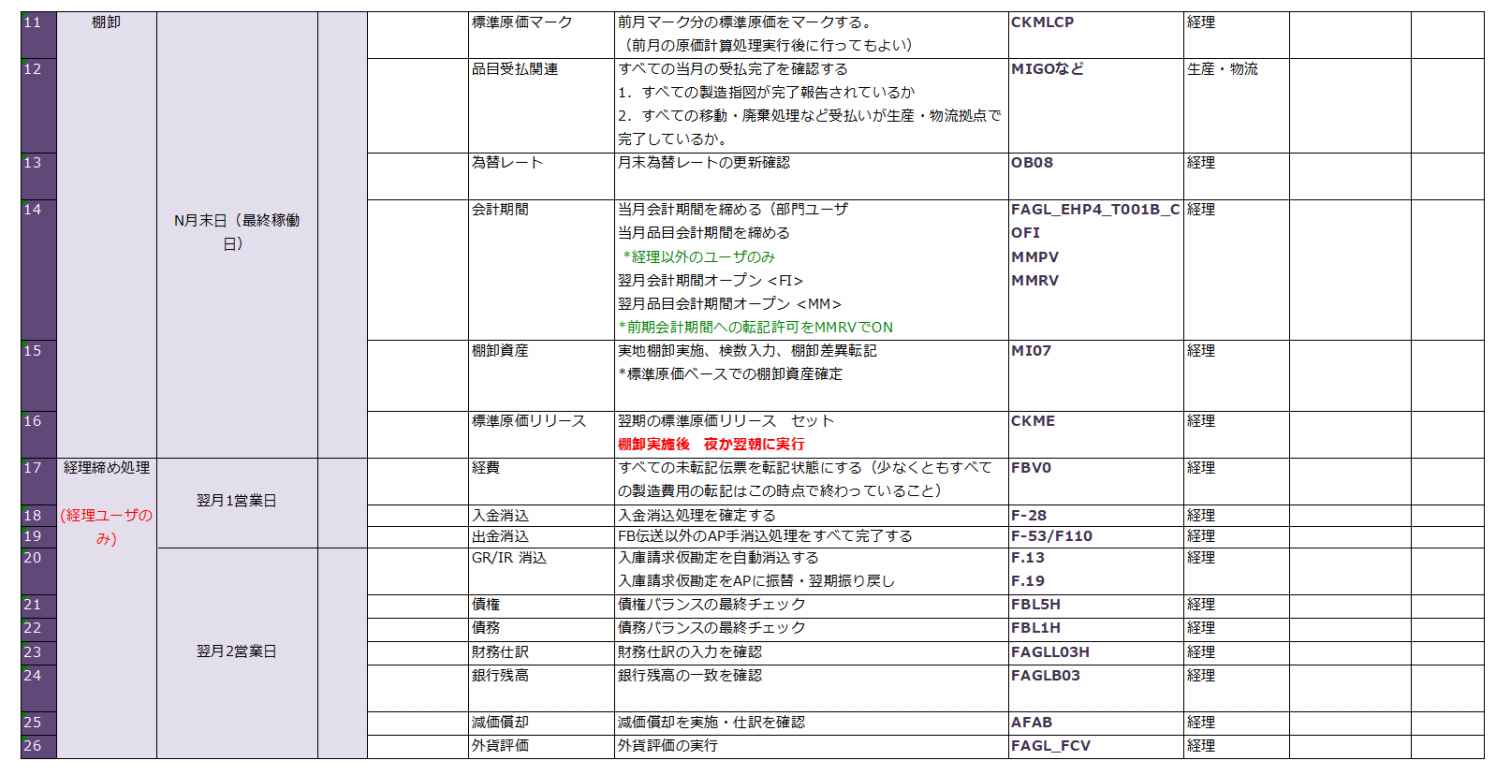 11 棚卸 標準原価マーク 前月マーク分の標準原価をマークする。 CKMLCP 経理
（前月の原価計算処理実行後に行ってもよい）
12 品目受払関連 すべての当月の受払完了を確認する MIGOなど 生産・物流
1．すべての製造指図が完了報告されているか
2．すべての移動・廃棄処理など受払いが生産・物流拠点で
完了しているか。
13 為替レート 月末為替レートの更新確認 OB08 経理
N月末日（最終稼働
日）
14 会計期間 当月会計期間を締める（部門ユーザ FAGL_EHP4_T001B_C 経理
当月品目会計期間を締める OFI
*経理以外のユーザのみ MMPV
翌月会計期間オープン <FI> MMRV
翌月品目会計期間オープン <MM>
*前期会計期間への転記許可をMMRVでON
15 棚卸資産 実地棚卸実施、検数入力、棚卸差異転記 MI07 経理
*標準原価ベースでの棚卸資産確定
16 標準原価リリース 翌期の標準原価リリース　セット CKME 経理
棚卸実施後　夜か翌朝に実行
17 経理締め処理 翌月1営業日 経費 すべての未転記伝票を転記状態にする（少なくともすべて FBV0 経理
の製造費用の転記はこの時点で終わっていること）
18 (経理ユーザの 入金消込 入金消込処理を確定する F-28 経理
19 み) 出金消込 FB伝送以外のAP手消込処理をすべて完了する F-53/F110 経理
20 GR/IR 消込 入庫請求仮勘定を自動消込する F.13 経理
入庫請求仮勘定をAPに振替・翌期振り戻し F.19
21 債権 債権バランスの最終チェック FBL5H 経理
22 債務 債務バランスの最終チェック FBL1H 経理
23 翌月2営業日 財務仕訳 財務仕訳の入力を確認 FAGLL03H 経理
24 銀行残高 銀行残高の一致を確認 FAGLB03 経理
25 減価償却 減価償却を実施・仕訳を確認 AFAB 経理
26 外貨評価 外貨評価の実行 FAGL_FCV 経理